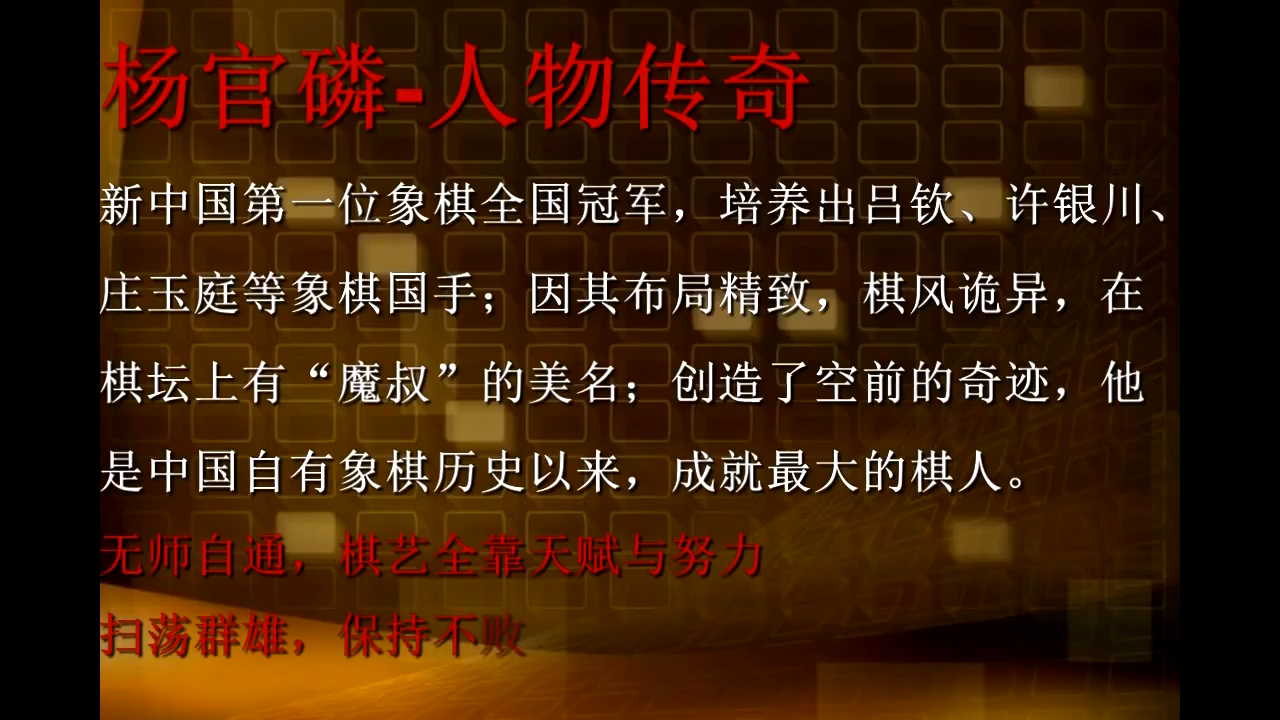 杨官磷-人物传奇
新中国第一位象棋全国冠军，培养出吕钦、许银川、
庄玉庭等象棋国手；因其布局精致，棋风诡异，在
棋坛上有“魔叔”的美名；创造了空前的奇迹，他
是中国自有象棋历史以来，成就最大的棋人。
无师自通，棋艺全靠天赋与努力
扫荡群雄，保持不败